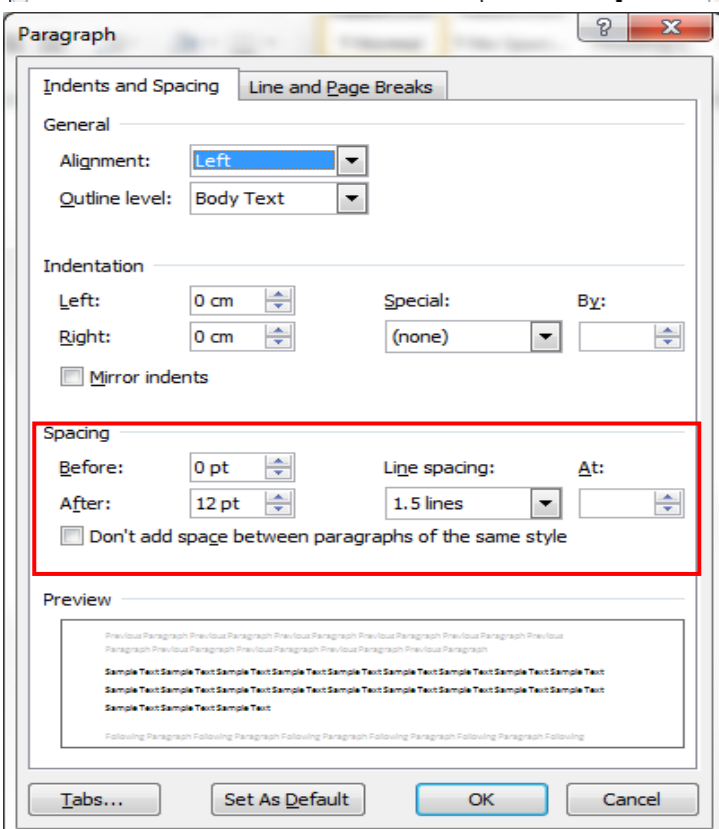 Paragraph
Indents and Spacing Line and Page Breaks
General
Alignment: Left
Outline level: Body Text
Indentation
Left: 0 cm Special: By:
Right: 0 cm (none)
Mirror indents
Spacing
Before: 0 pt Line spacing: At:
After: 12 pt 1.5 lines
Don't add space between paragraphs of the same style
Preview
Previous Paragraph Previous Paragraph Previous Paragraph Previous Paragraph Previous Paragraph Previous
Paragraph Previous Paragraph Previous Paragraph Previous Paragraph Previous Paragraph
Sample Text Sample Text Sample Text Sample Text Sample Text Sample Text Sample Text Sample Text Sample Text
Sample Text Sample Text Sample Text Sample Text Sample Text Sample Text Sample Text Sample Text Sample Text
Sample Text Sample Text Sample Text
Following Paragraph Following Paragraph Following Paragraph Following Paragraph Following Paragraph Following
Tabs... Set As Default OK Cancel